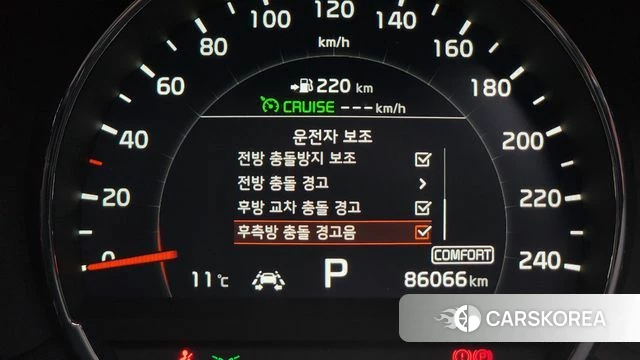 120
100
140
80
km/h
160
60
220 km
180
CRUISE ---km/h
운전자 보조
40
전방 충돌방지 보조
200
전방 충돌 경고
20
후방 교차 충돌 경고
220
후측방 충돌 경고음
COMFORT
0
240
11°C
P
86066 km
CARSKOREA